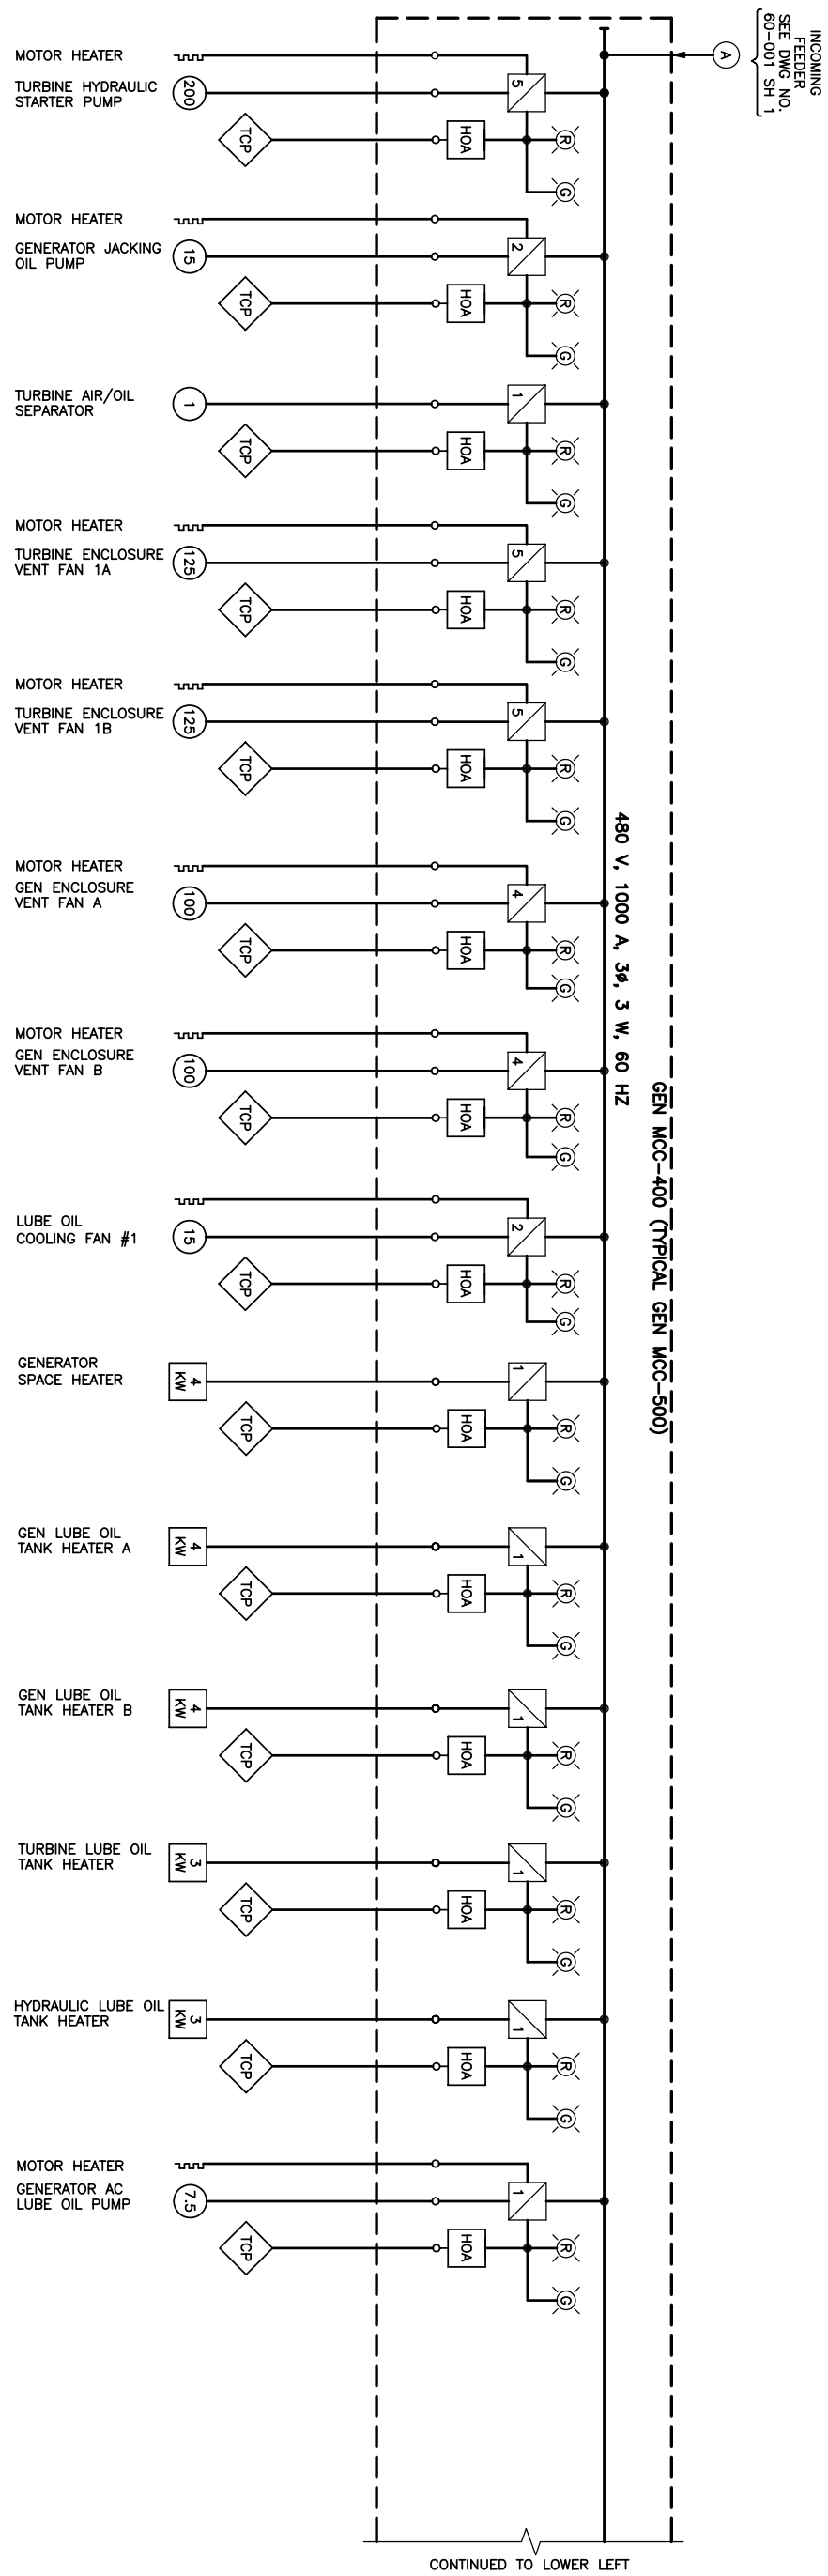 INCOMING
FEEDER
SEE DWG NO.
60-001 SH 1
A
MOTOR HEATER
TURBINE HYDRAULIC
STARTER PUMP
200
5
TCP
HOA
R
G
MOTOR HEATER
GENERATOR JACKING
OIL PUMP
15
2
TCP
HOA
R
G
TURBINE AIR/OIL
SEPARATOR
1
1
TCP
HOA
R
G
MOTOR HEATER
TURBINE ENCLOSURE
VENT FAN 1A
125
5
TCP
HOA
R
G
MOTOR HEATER
TURBINE ENCLOSURE
VENT FAN 1B
125
5
TCP
HOA
R
G
480 V, 1000 A, 3Ø, 3 W, 60 HZ
GEN MCC-400 (TYPICAL GEN MCC-500)
MOTOR HEATER
GEN ENCLOSURE
VENT FAN A
100
4
TCP
HOA
R
G
MOTOR HEATER
GEN ENCLOSURE
VENT FAN B
100
4
TCP
HOA
R
G
LUBE OIL
COOLING FAN #1
15
2
TCP
HOA
R
G
GENERATOR
SPACE HEATER
4
KW
1
TCP
HOA
R
G
GEN LUBE OIL
TANK HEATER A
4
KW
1
TCP
HOA
R
G
GEN LUBE OIL
TANK HEATER B
4
KW
1
TCP
HOA
R
G
TURBINE LUBE OIL
TANK HEATER
3
KW
1
TCP
HOA
R
G
HYDRAULIC LUBE OIL
TANK HEATER
3
KW
1
TCP
HOA
R
G
MOTOR HEATER
GENERATOR AC
LUBE OIL PUMP
7.5
1
TCP
HOA
R
G
CONTINUED TO LOWER LEFT